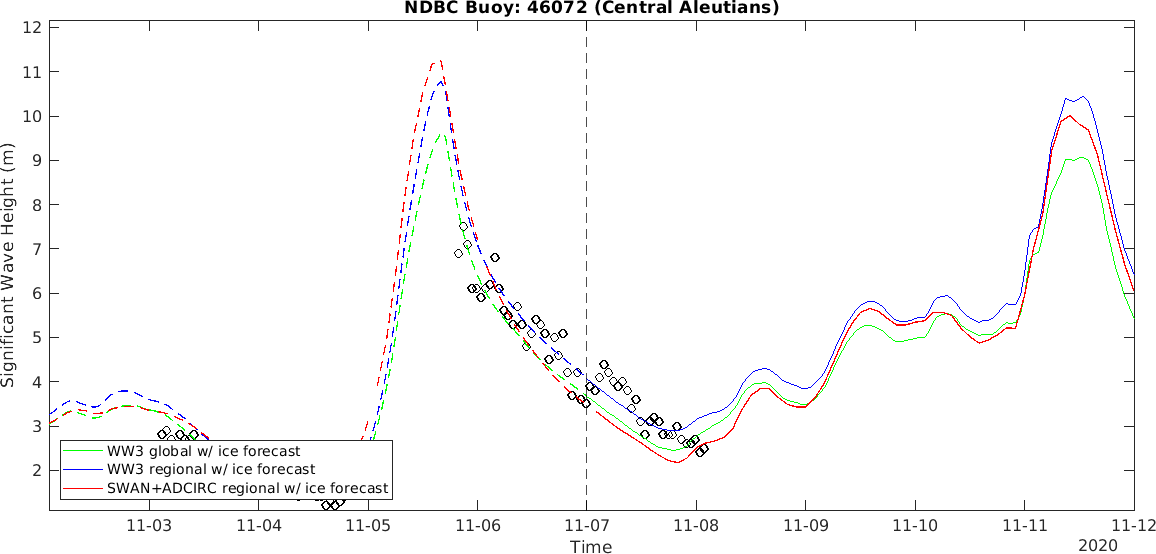 NDBC Buoy: 46072 (Central Aleutians)
Significant Wave Height (m)
12
11
10
9
8
7
6
5
4
3
2
WW3 global w/ ice forecast
WW3 regional w/ ice forecast
SWAN+ADCIRC regional w/ ice forecast
11-03 11-04 11-05 11-06 11-07 11-08 11-09 11-10 11-11 11-12
Time
2020